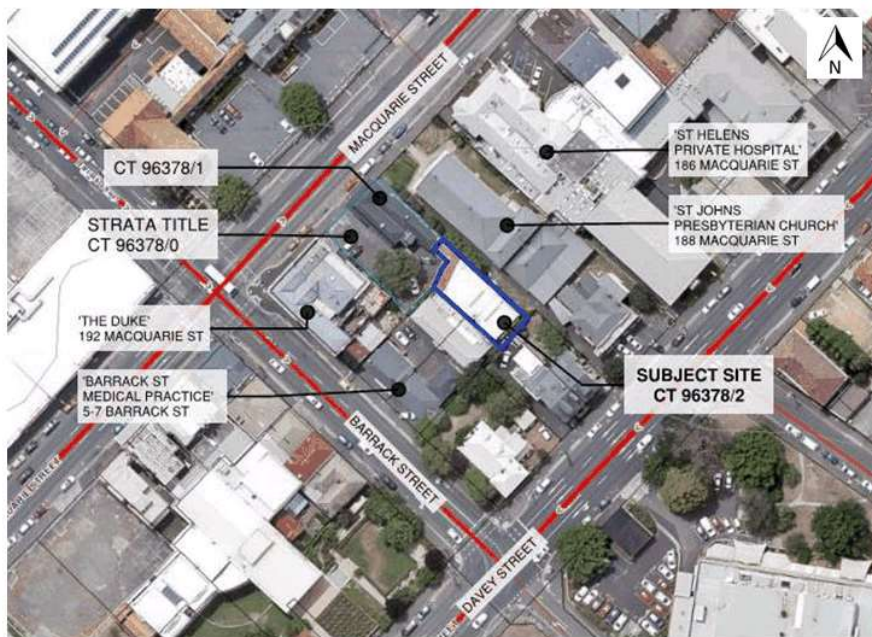 N
MACQUARIE STREET
'ST HELENS
PRIVATE HOSPITAL'
186 MACQUARIE ST
CT 96378/1
STRATA TITLE
CT 96378/0
'ST JOHNS
PRESBYTERIAN CHURCH'
188 MACQUARIE ST
'THE DUKE'
192 MACQUARIE ST
SUBJECT SITE
CT 96378/2
'BARRACK ST
MEDICAL PRACTICE'
5-7 BARRACK ST
BARRACK STREET
DAVEY STREET